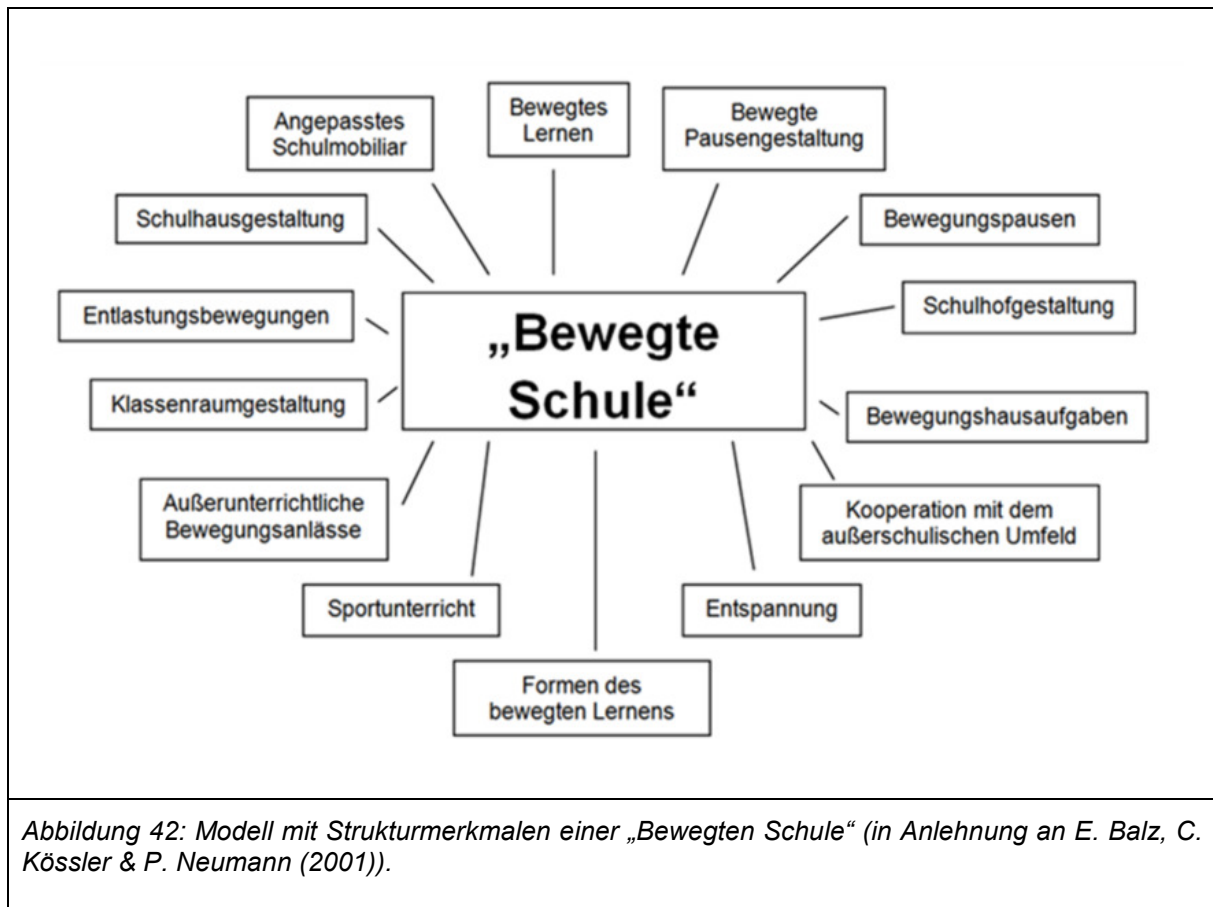 Angepasstes
Schulmobiliar
Bewegtes
Lernen
Bewegte
Pausengestaltung
Schulhausgestaltung
Bewegungspausen
Entlastungsbewegungen
Schulhofgestaltung
„Bewegte
Schule“
Klassenraumgestaltung
Bewegungshausaufgaben
Außerunterrichtliche
Bewegungsanlässe
Kooperation mit dem
außerschulischen Umfeld
Sportunterricht
Entspannung
Formen des
bewegten Lernens
Abbildung 42: Modell mit Strukturmerkmalen einer „Bewegten Schule“ (in Anlehnung an E. Balz, C.
Kössler & P. Neumann (2001)).